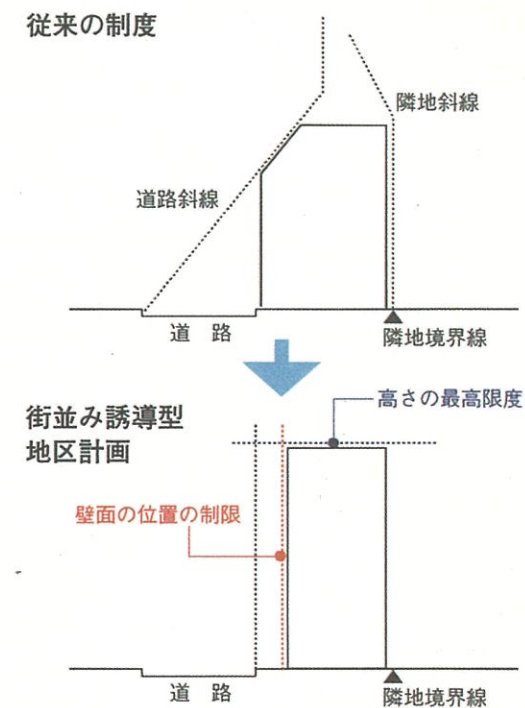 従来の制度
隣地斜線
道路斜線
道 路
隣地境界線
街並み誘導型
地区計画
高さの最高限度
壁面の位置の制限
道 路
隣地境界線